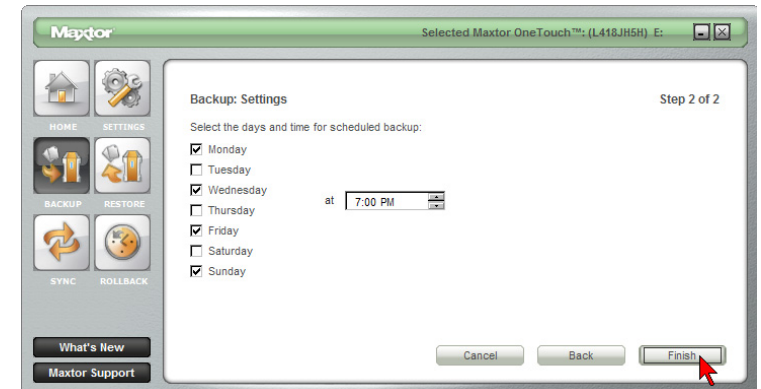 Maxtor
Selected Maxtor OneTouch™: (L418JH5H) E:
HOME SETTINGS
BACKUP RESTORE
SYNC ROLLBACK
What's New
Maxtor Support
Backup: Settings
Step 2 of 2
Select the days and time for scheduled backup:
Monday
Tuesday
Wednesday
Thursday
Friday
Saturday
Sunday
at 7:00 PM
Cancel Back Finish